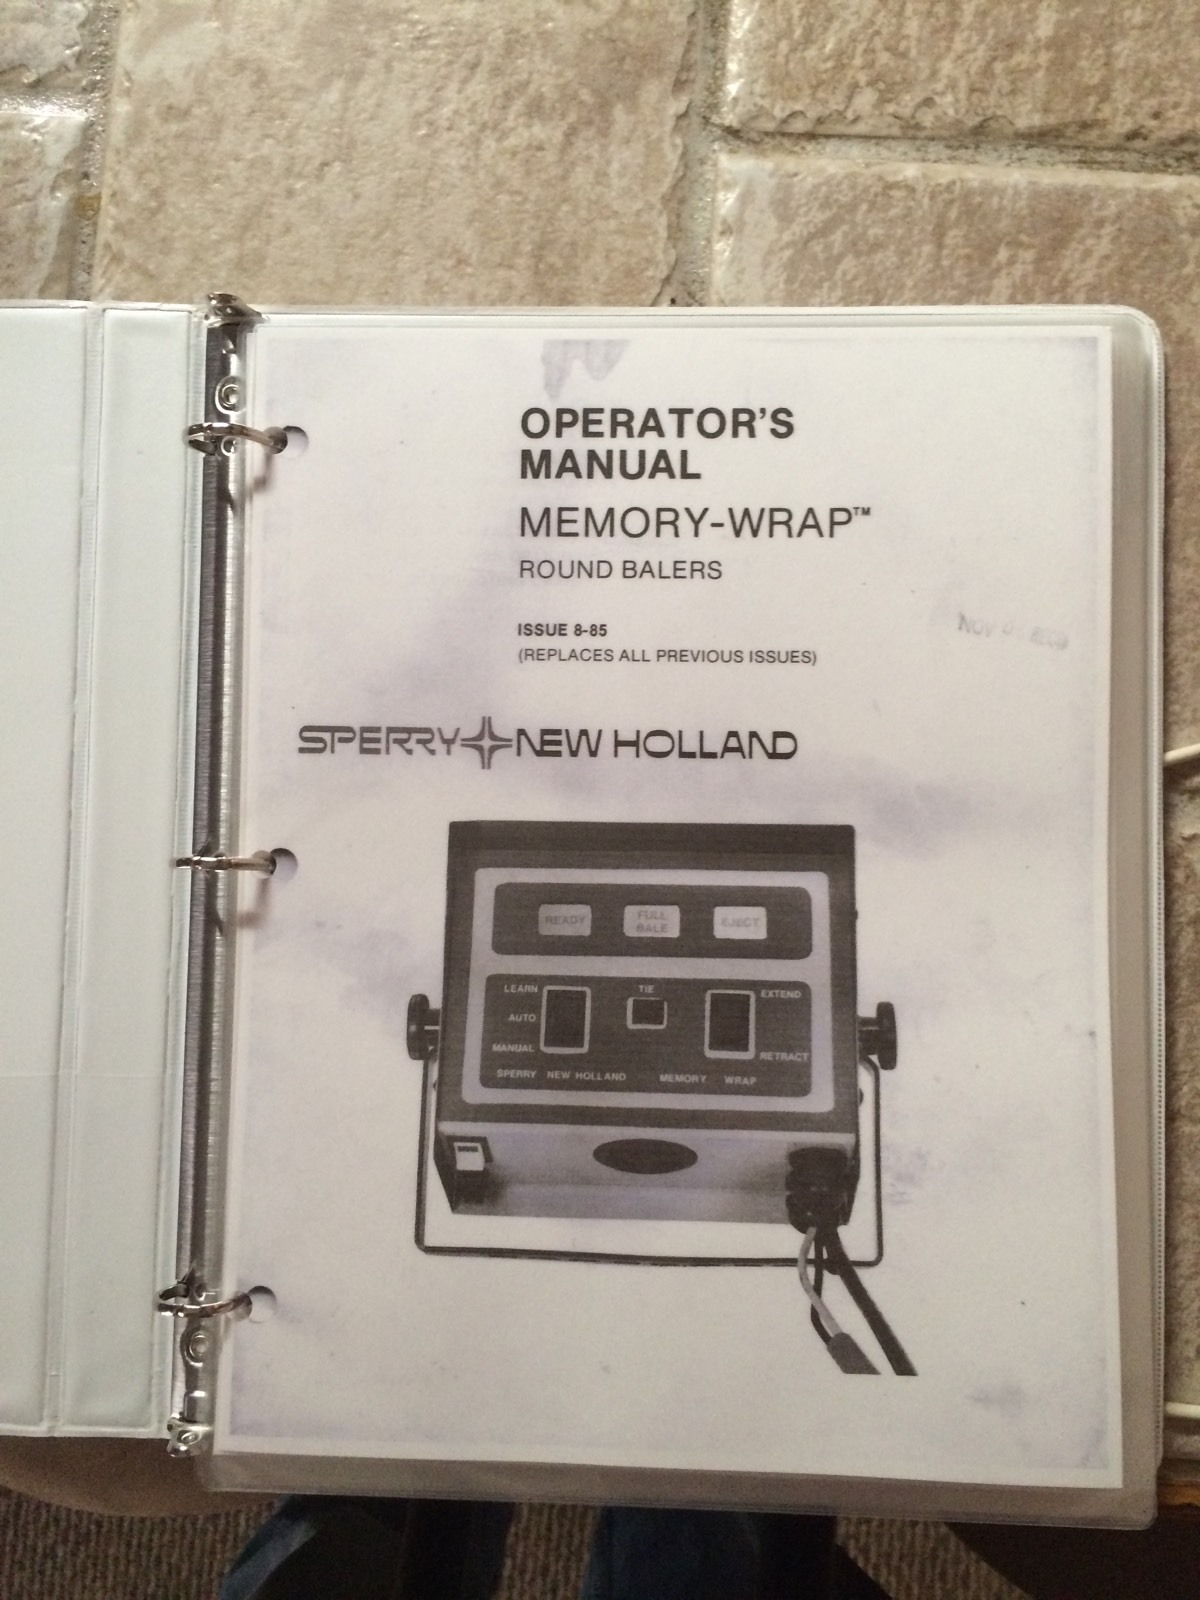 OPERATOR'S
MANUAL
MEMORY-WRAP™
ROUND BALERS
ISSUE 8-85
(REPLACES ALL PREVIOUS ISSUES)
NOV
SPERRY NEW HOLLAND
READY
FULL
BALE
EJECT
LEARN
TIE
EXTEND
AUTO
MANUAL
RETRACT
SPERRY NEW HOLLAND MEMORY WRAP